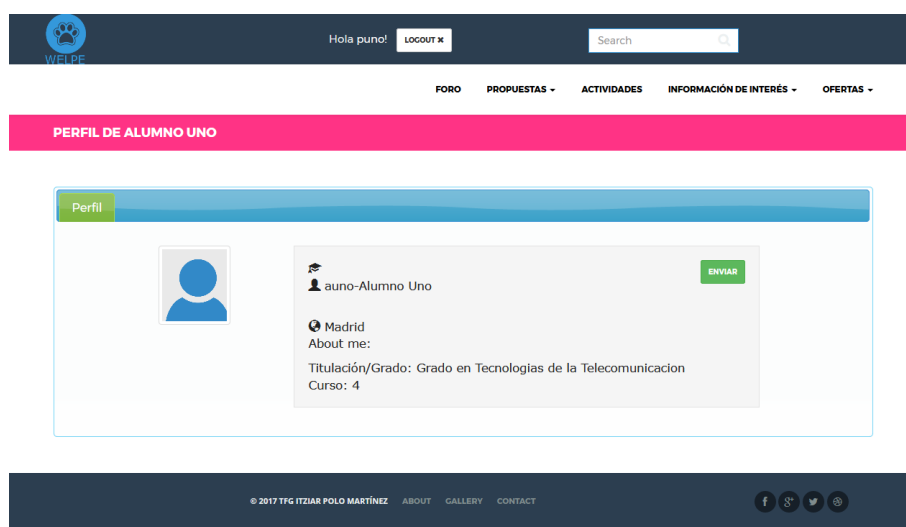 WELPE
Hola puno! LOGOUT ✖ Search
FORO PROPUESTAS ACTIVIDADES INFORMACIÓN DE INTERÉS OFERTAS
PERFIL DE ALUMNO UNO
Perfil
ENVIAR
auno-Alumno Uno
Madrid
About me:
Titulación/Grado: Grado en Tecnologias de la Telecomunicacion
Curso: 4
© 2017 TFG ITZIAR POLO MARTÍNEZ ABOUT GALLERY CONTACT